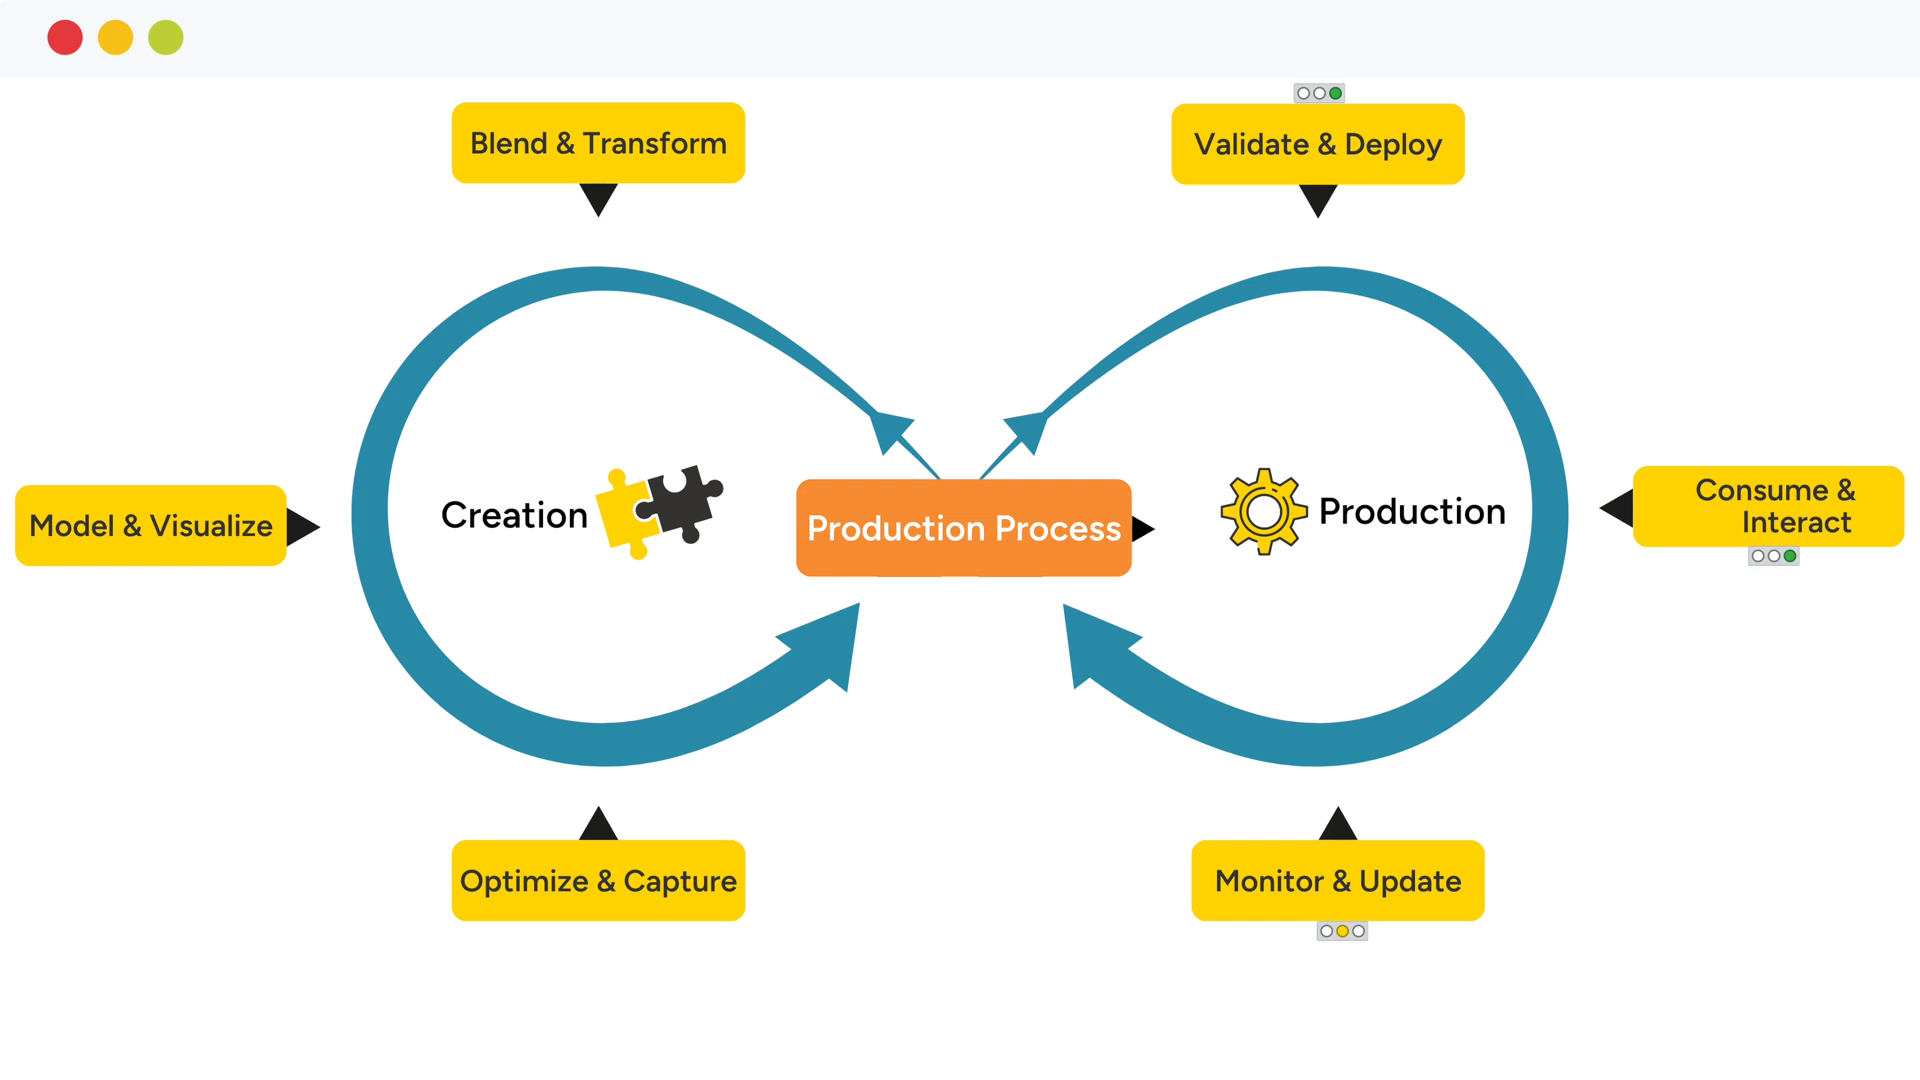 Blend & Transform
Validate & Deploy
Model & Visualize
Creation
Production Process
Production
Consume &
Interact
Optimize & Capture
Monitor & Update